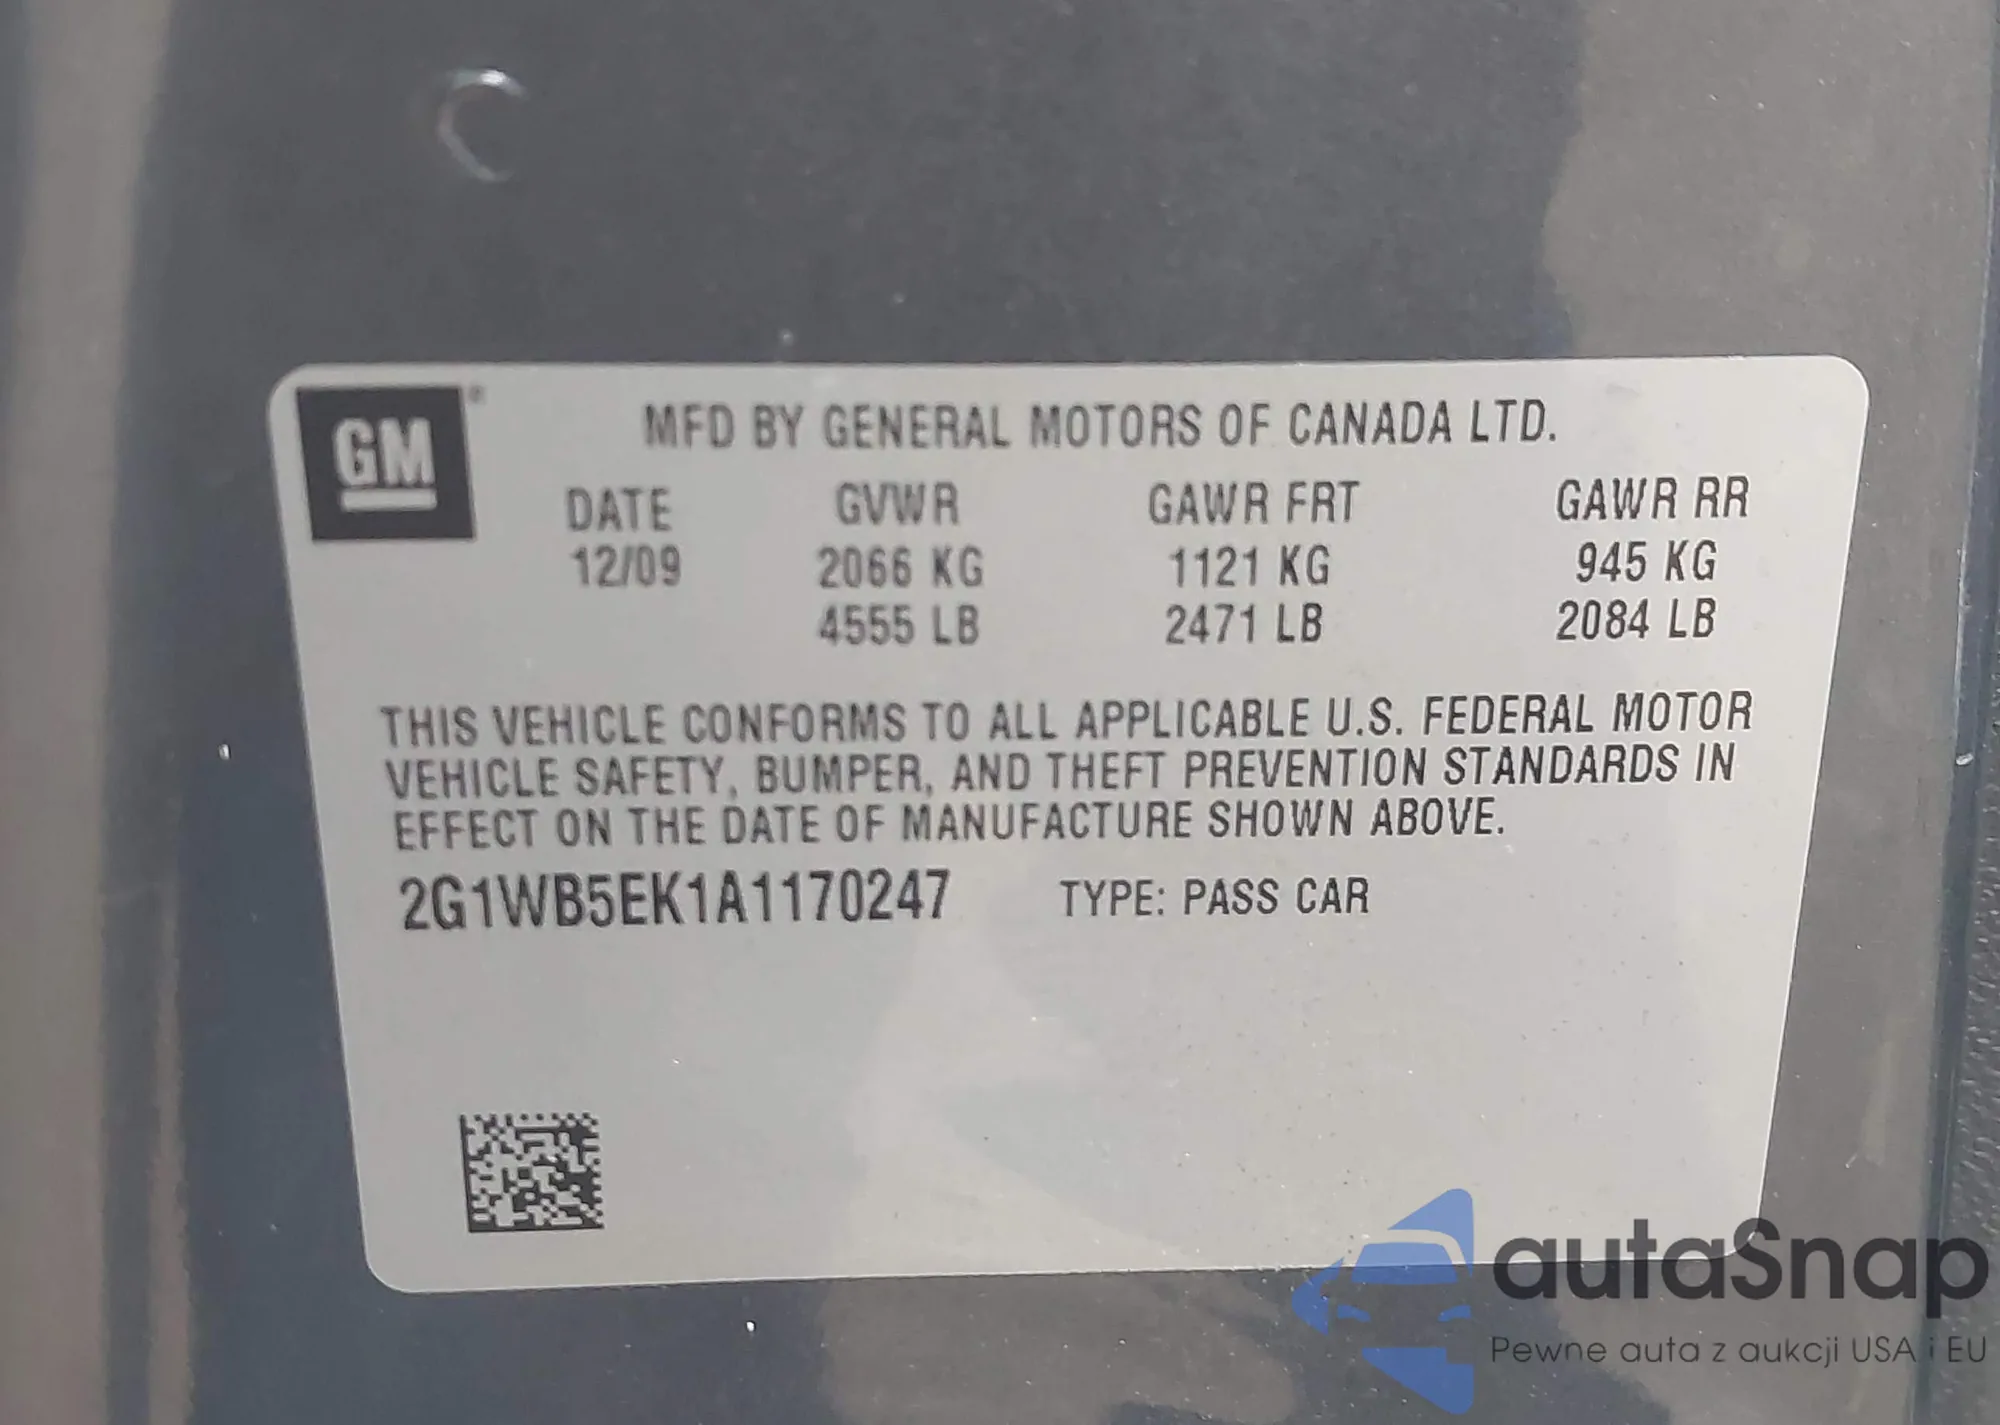 GM®
MFD BY GENERAL MOTORS OF CANADA LTD.
DATE GVWR GAWR FRT GAWR RR
12/09 2066 KG 1121 KG 945 KG
4555 LB 2471 LB 2084 LB
THIS VEHICLE CONFORMS TO ALL APPLICABLE U.S. FEDERAL MOTOR
VEHICLE SAFETY, BUMPER, AND THEFT PREVENTION STANDARDS IN
EFFECT ON THE DATE OF MANUFACTURE SHOWN ABOVE.
2G1WB5EK1A1170247 TYPE: PASS CAR
autaSnap
Pewne auta z aukcji USA i EU